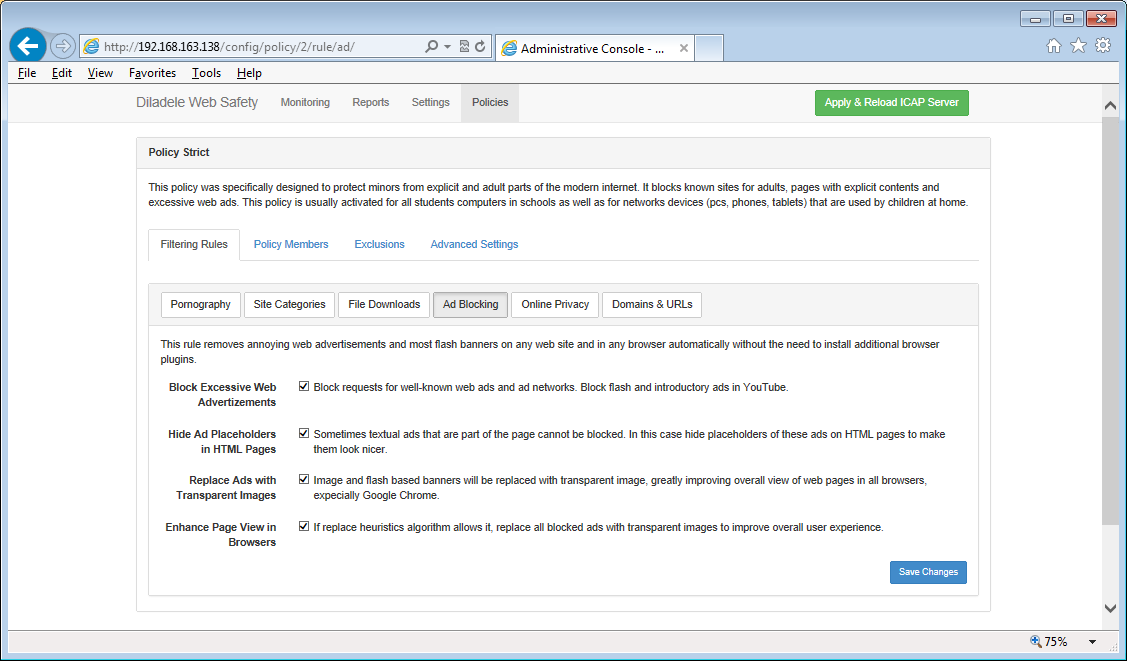 http://192.168.163.138/config/policy/2/rule/ad/
Administrative Console - ...
File Edit View Favorites Tools Help
Diladele Web Safety Monitoring Reports Settings Policies Apply & Reload ICAP Server
Policy Strict
This policy was specifically designed to protect minors from explicit and adult parts of the modern internet. It blocks known sites for adults, pages with explicit contents and
excessive web ads. This policy is usually activated for all students computers in schools as well as for networks devices (pcs, phones, tablets) that are used by children at home.
Filtering Rules Policy Members Exclusions Advanced Settings
Pornography Site Categories File Downloads Ad Blocking Online Privacy Domains & URLs
This rule removes annoying web advertisements and most flash banners on any web site and in any browser automatically without the need to install additional browser
plugins.
Block Excessive Web
Advertizements
Block requests for well-known web ads and ad networks. Block flash and introductory ads in YouTube.
Hide Ad Placeholders
in HTML Pages
Sometimes textual ads that are part of the page cannot be blocked. In this case hide placeholders of these ads on HTML pages to make
them look nicer.
Replace Ads with
Transparent Images
Image and flash based banners will be replaced with transparent image, greatly improving overall view of web pages in all browsers,
expecially Google Chrome.
Enhance Page View in
Browsers
If replace heuristics algorithm allows it, replace all blocked ads with transparent images to improve overall user experience.
Save Changes
75%